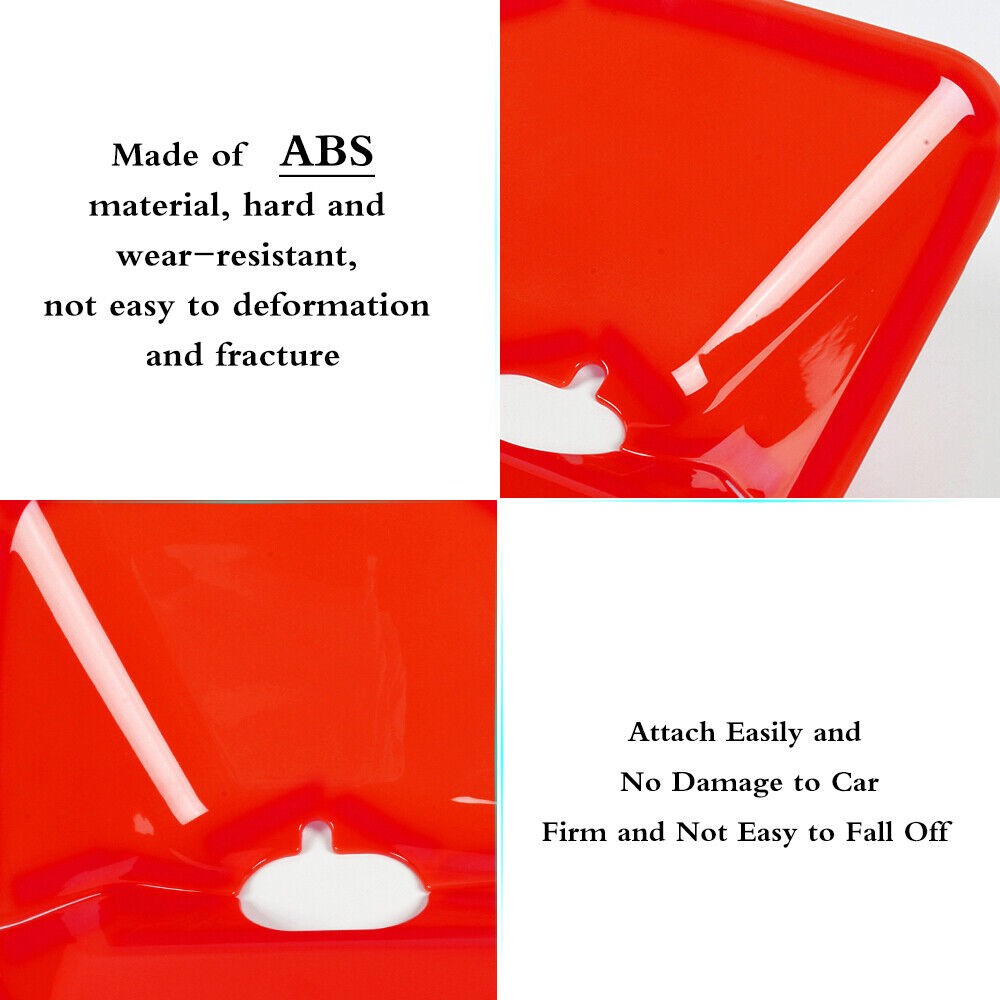 Made of ABS
material, hard and
wear-resistant,
not easy to deformation
and fracture
Attach Easily and
No Damage to Car
Firm and Not Easy to Fall Off